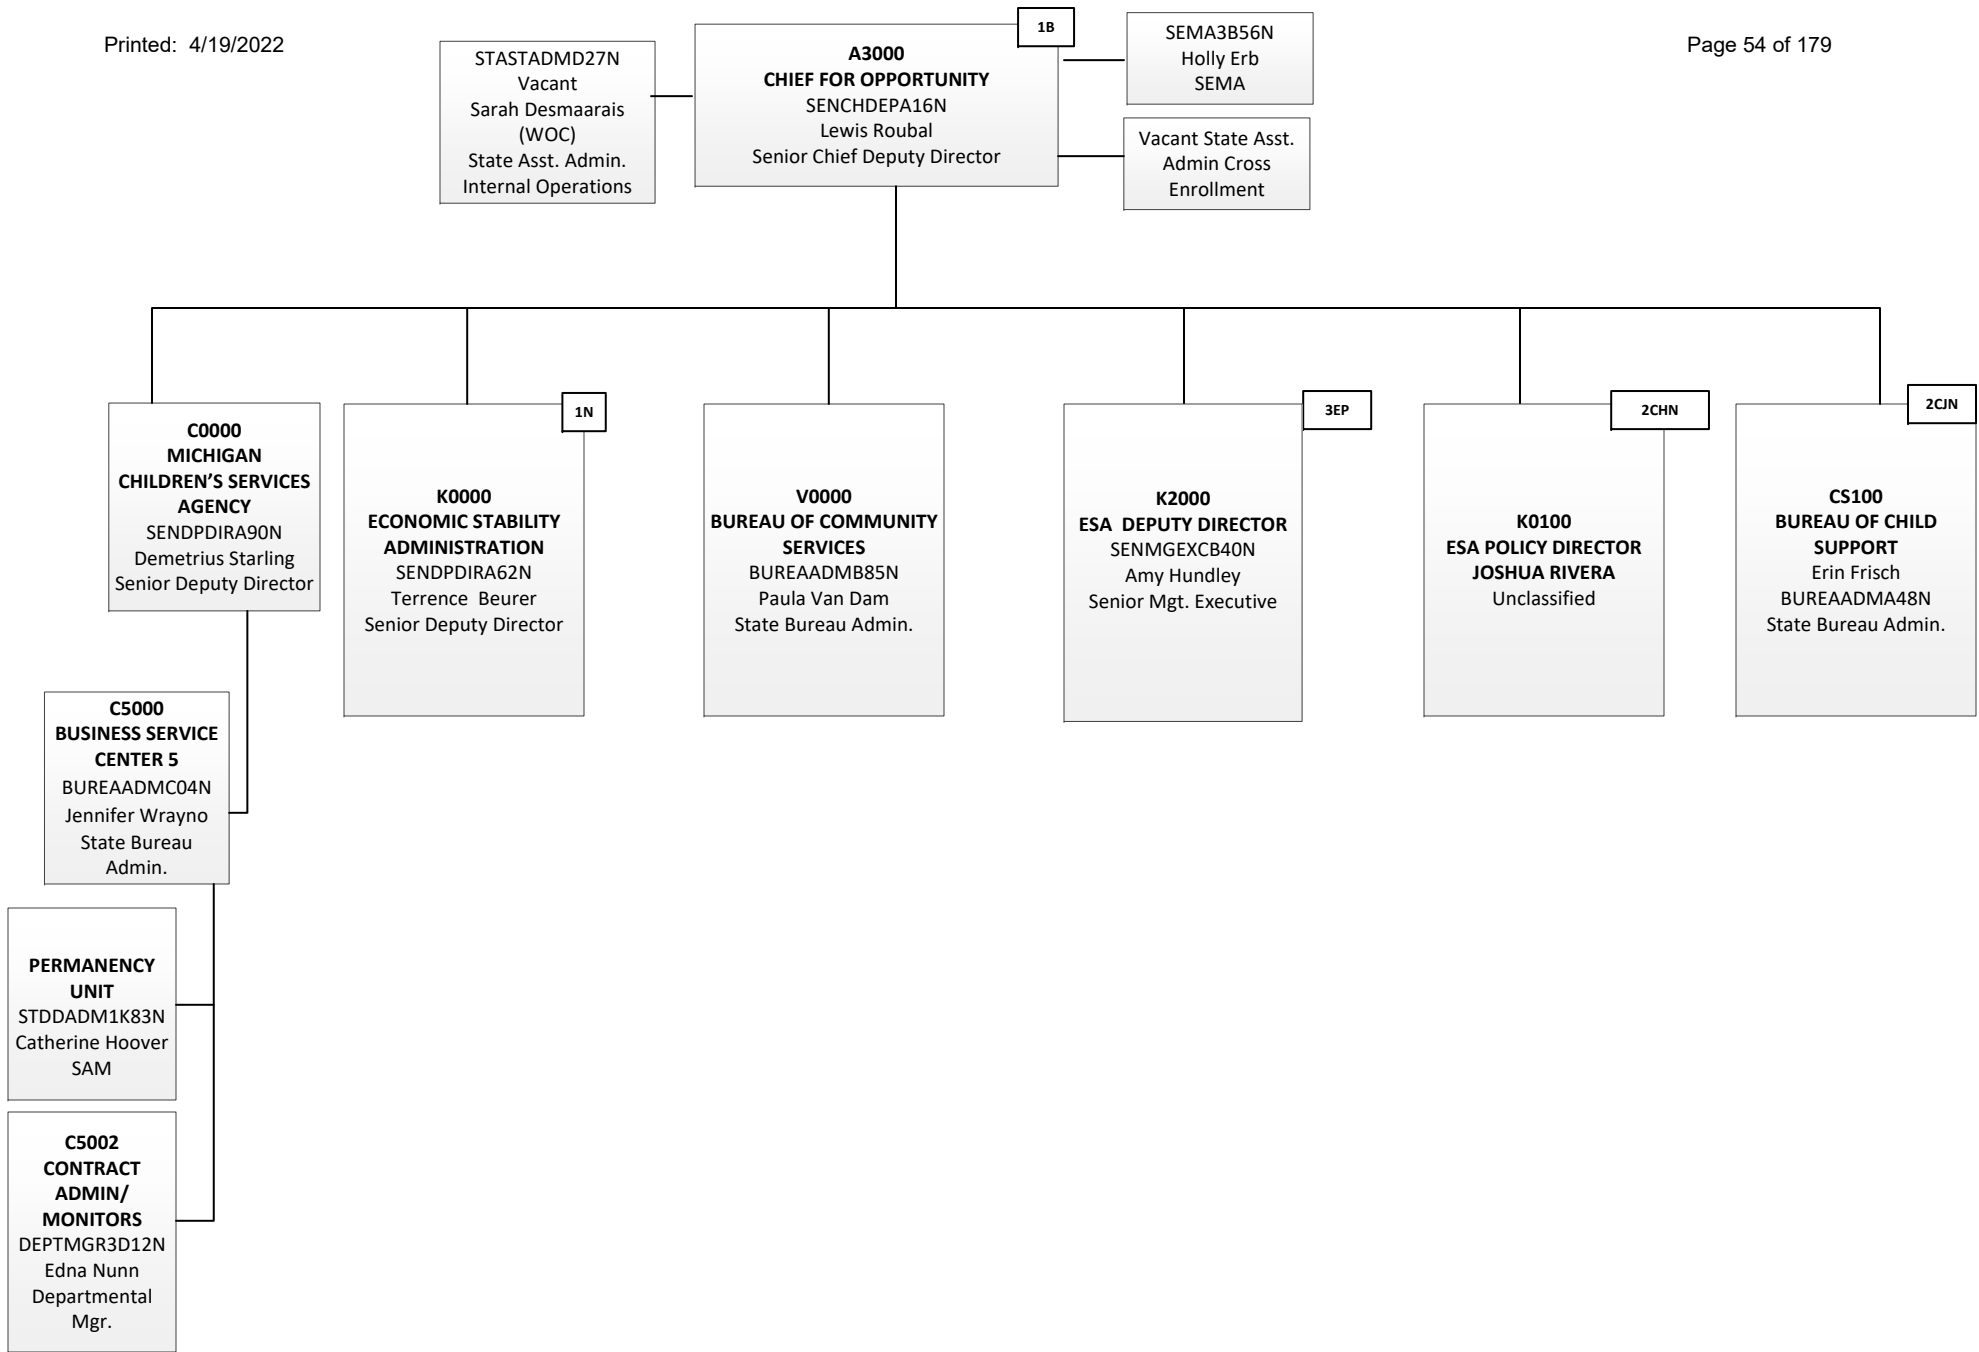 Printed: 4/19/2022
Page 54 of 179
STASTADMD27N
Vacant
Sarah Desmaarais
(WOC)
State Asst. Admin.
Internal Operations
1B
A3000
CHIEF FOR OPPORTUNITY
SENCHDEPA16N
Lewis Roubal
Senior Chief Deputy Director
SEMA3B56N
Holly Erb
SEMA
Vacant State Asst.
Admin Cross
Enrollment
C0000
MICHIGAN
CHILDREN'S SERVICES
AGENCY
SENDPDIRA90N
Demetrius Starling
Senior Deputy Director
1N
K0000
ECONOMIC STABILITY
ADMINISTRATION
SENDPDIRA62N
Terrence  Beurer
Senior Deputy Director
V0000
BUREAU OF COMMUNITY
SERVICES
BUREAADMB85N
Paula Van Dam
State Bureau Admin.
3EP
K2000
ESA  DEPUTY DIRECTOR
SENMGEXCB40N
Amy Hundley
Senior Mgt. Executive
2CHN
K0100
ESA POLICY DIRECTOR
JOSHUA RIVERA
Unclassified
2CJN
CS100
BUREAU OF CHILD
SUPPORT
Erin Frisch
BUREAADMA48N
State Bureau Admin.
C5000
BUSINESS SERVICE
CENTER 5
BUREAADMC04N
Jennifer Wrayno
State Bureau
Admin.
PERMANENCY
UNIT
STDDADM1K83N
Catherine Hoover
SAM
C5002
CONTRACT
ADMIN/
MONITORS
DEPTMGR3D12N
Edna Nunn
Departmental
Mgr.